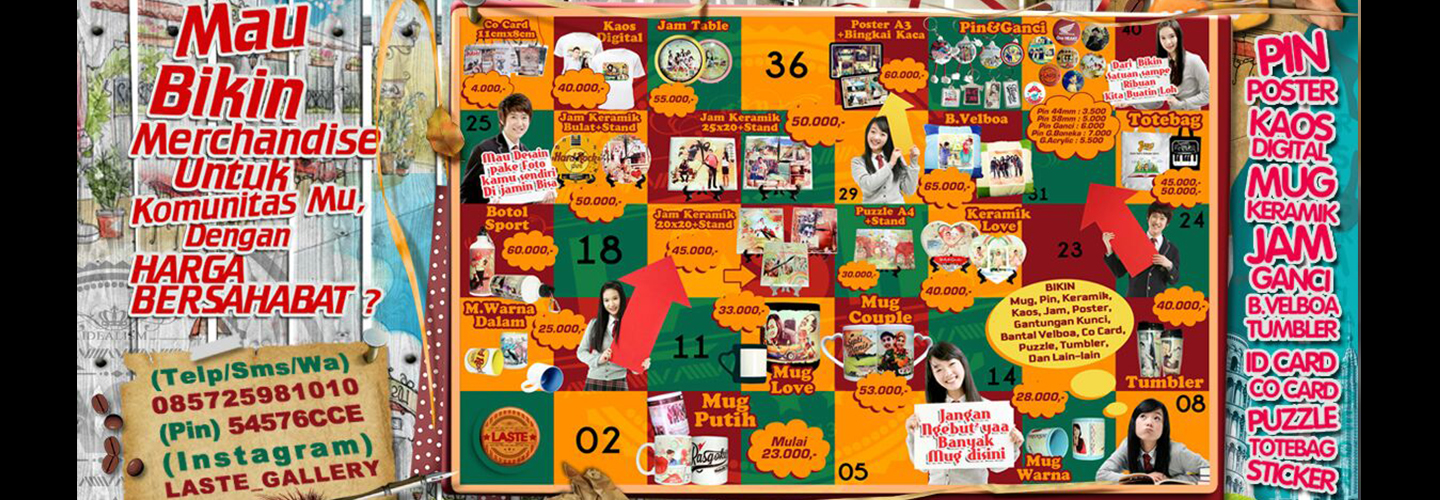 Mau
Bikin
Merchandise
Untuk
Komunitas Mu,
Dengan
HARGA
BERSAHABAT ?
IDEALISM
(Telp/Sms/Wa)
085725981010
(Pin) 54576CCE
(Instagram)
LASTE_GALLERY
Co Card
11cmx8cm
4.000,-
Kaos
Digital
40.000,-
Jam Table
55.000,-
36
Poster A3
+Bingkai Kaca
60.000,-
Pin&Ganci
Pin 44mm : 3.500
Pin 58mm : 5.000
Pin Ganci : 6.000
Pin G.Boneka : 7.000
G.Acrylic : 5.500
40
Dari Bikin
Satuan sampe
Ribuan
Kita Buatin Loh
25
Mau Desain
pake Foto
Kamu sendiri
Di jamin Bisa
Jam Keramik
Bulat+Stand
50.000,-
Jam Keramik
25x20+Stand
50.000,-
29
B.Velboa
65.000,-
31
Totebag
45.000-
50.000,-
Botol
Sport
60.000,-
18
Jam Keramik
20x20+Stand
45.000,-
Puzzle A4
+Stand
30.000,-
Keramik
Love
40.000,-
23
24
M.Warna
Dalam
25.000,-
11
33.000,-
Mug
Love
Mug
Couple
53.000,-
14
BIKIN
Mug, Pin, Keramik,
Kaos, Jam, Poster,
Gantungan Kunci,
Bantal Velboa, Co Card,
Puzzle, Tumbler,
Dan Lain-lain
40.000,-
Tumbler
LASTE
02
Mug
Putih
Mulai
23.000,-
05
Jangan
Ngebut'yaa
Banyak
Mug disini
28.000,-
Mug
Warna
08
PIN
POSTER
KAOS
DIGITAL
MUG
KERAMIK
JAM
GANCI
B.VELBOA
TUMBLER
ID CARD
CO CARD
PUZZLE
TOTEBAG
STICKER